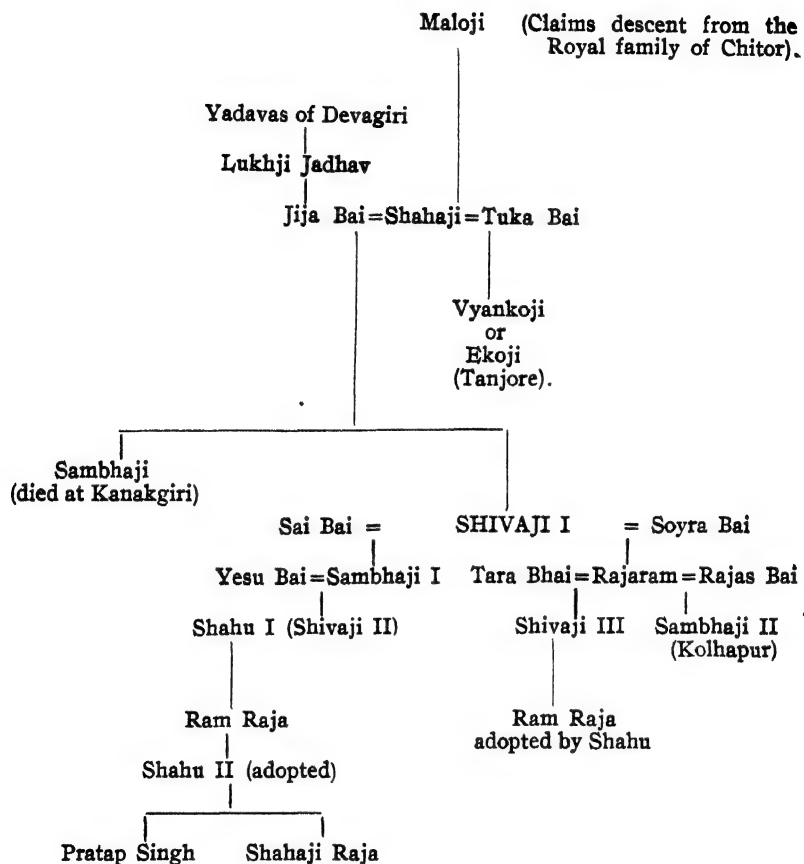 Maloji (Claims descent from the
Royal family of Chitor).
Yadavas of Devagiri
Lukhji Jadhav
Jija Bai=Shahaji=Tuka Bai
Vyankoji
or
Ekoji
(Tanjore).
Sambhaji
(died at Kanakgiri)
Sai Bai = SHIVAJI I = Soyra Bai
Yesu Bai=Sambhaji I Tara Bhai=Rajaram=Rajas Bai
Shahu I (Shivaji II) Shivaji III Sambhaji II
(Kolhapur)
Ram Raja Ram Raja
adopted by Shahu
Shahu II (adopted)
Pratap Singh Shahaji Raja